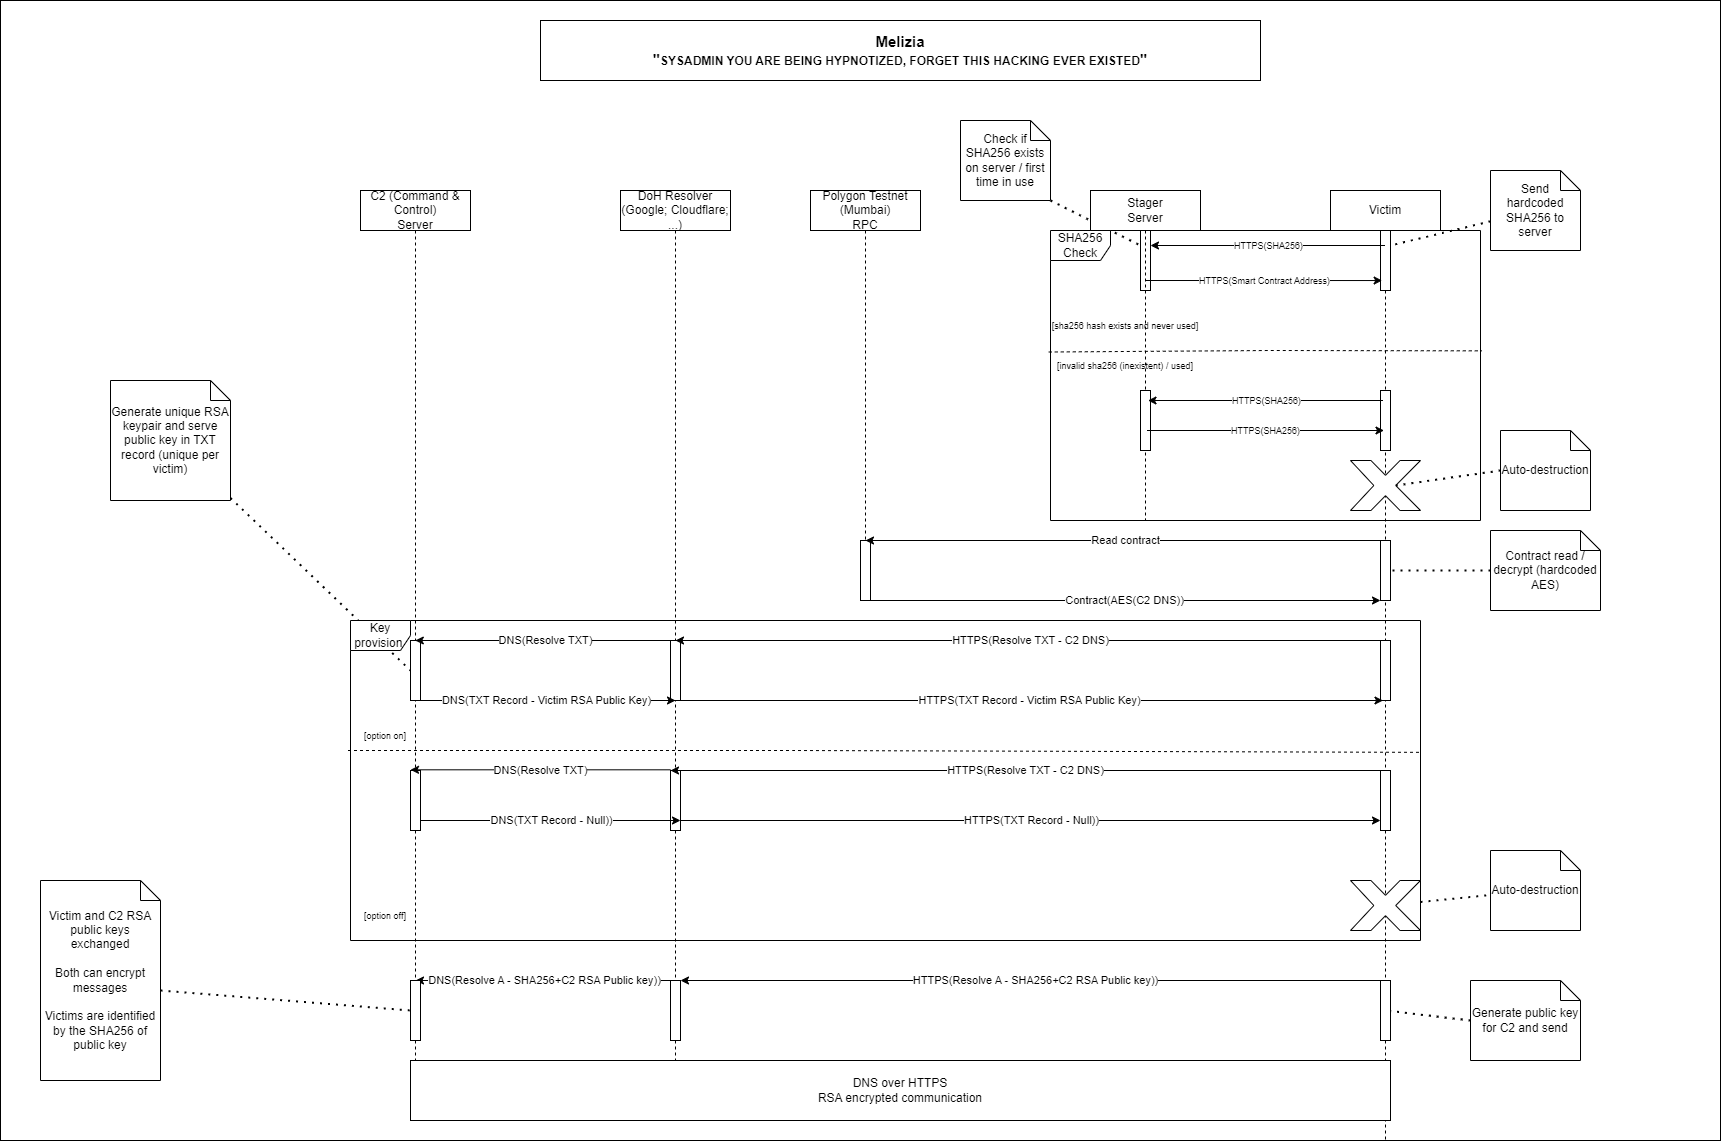 Melizia
"SYSADMIN YOU ARE BEING HYPNOTIZED, FORGET THIS HACKING EVER EXISTED"
Check if
SHA256 exists
on server / first
time in use
Send
hardcoded
SHA256 to
server
C2 (Command &
Control)
Server
DoH Resolver
(Google; Cloudflare;
...)
Polygon Testnet
(Mumbai)
RPC
Stager
Server
Victim
SHA256
Check
HTTPS(SHA256)
HTTPS(Smart Contract Address)
[sha256 hash exists and never used]
[invalid sha256 (inexistent) / used]
HTTPS(SHA256)
HTTPS(SHA256)
Auto-destruction
Generate unique RSA
keypair and serve
public key in TXT
record (unique per
victim)
Read contract
Contract read /
decrypt (hardcoded
AES)
Contract(AES(C2 DNS))
Key
provision
DNS(Resolve TXT)
HTTPS(Resolve TXT - C2 DNS)
DNS(TXT Record - Victim RSA Public Key)
HTTPS(TXT Record - Victim RSA Public Key)
[option on]
DNS(Resolve TXT)
HTTPS(Resolve TXT - C2 DNS)
DNS(TXT Record - Null))
HTTPS(TXT Record - Null))
[option off]
Auto-destruction
Victim and C2 RSA
public keys
exchanged
Both can encrypt
messages
Victims are identified
by the SHA256 of
public key
DNS(Resolve A - SHA256+C2 RSA Public key))
HTTPS(Resolve A - SHA256+C2 RSA Public key))
Generate public key
for C2 and send
DNS over HTTPS
RSA encrypted communication